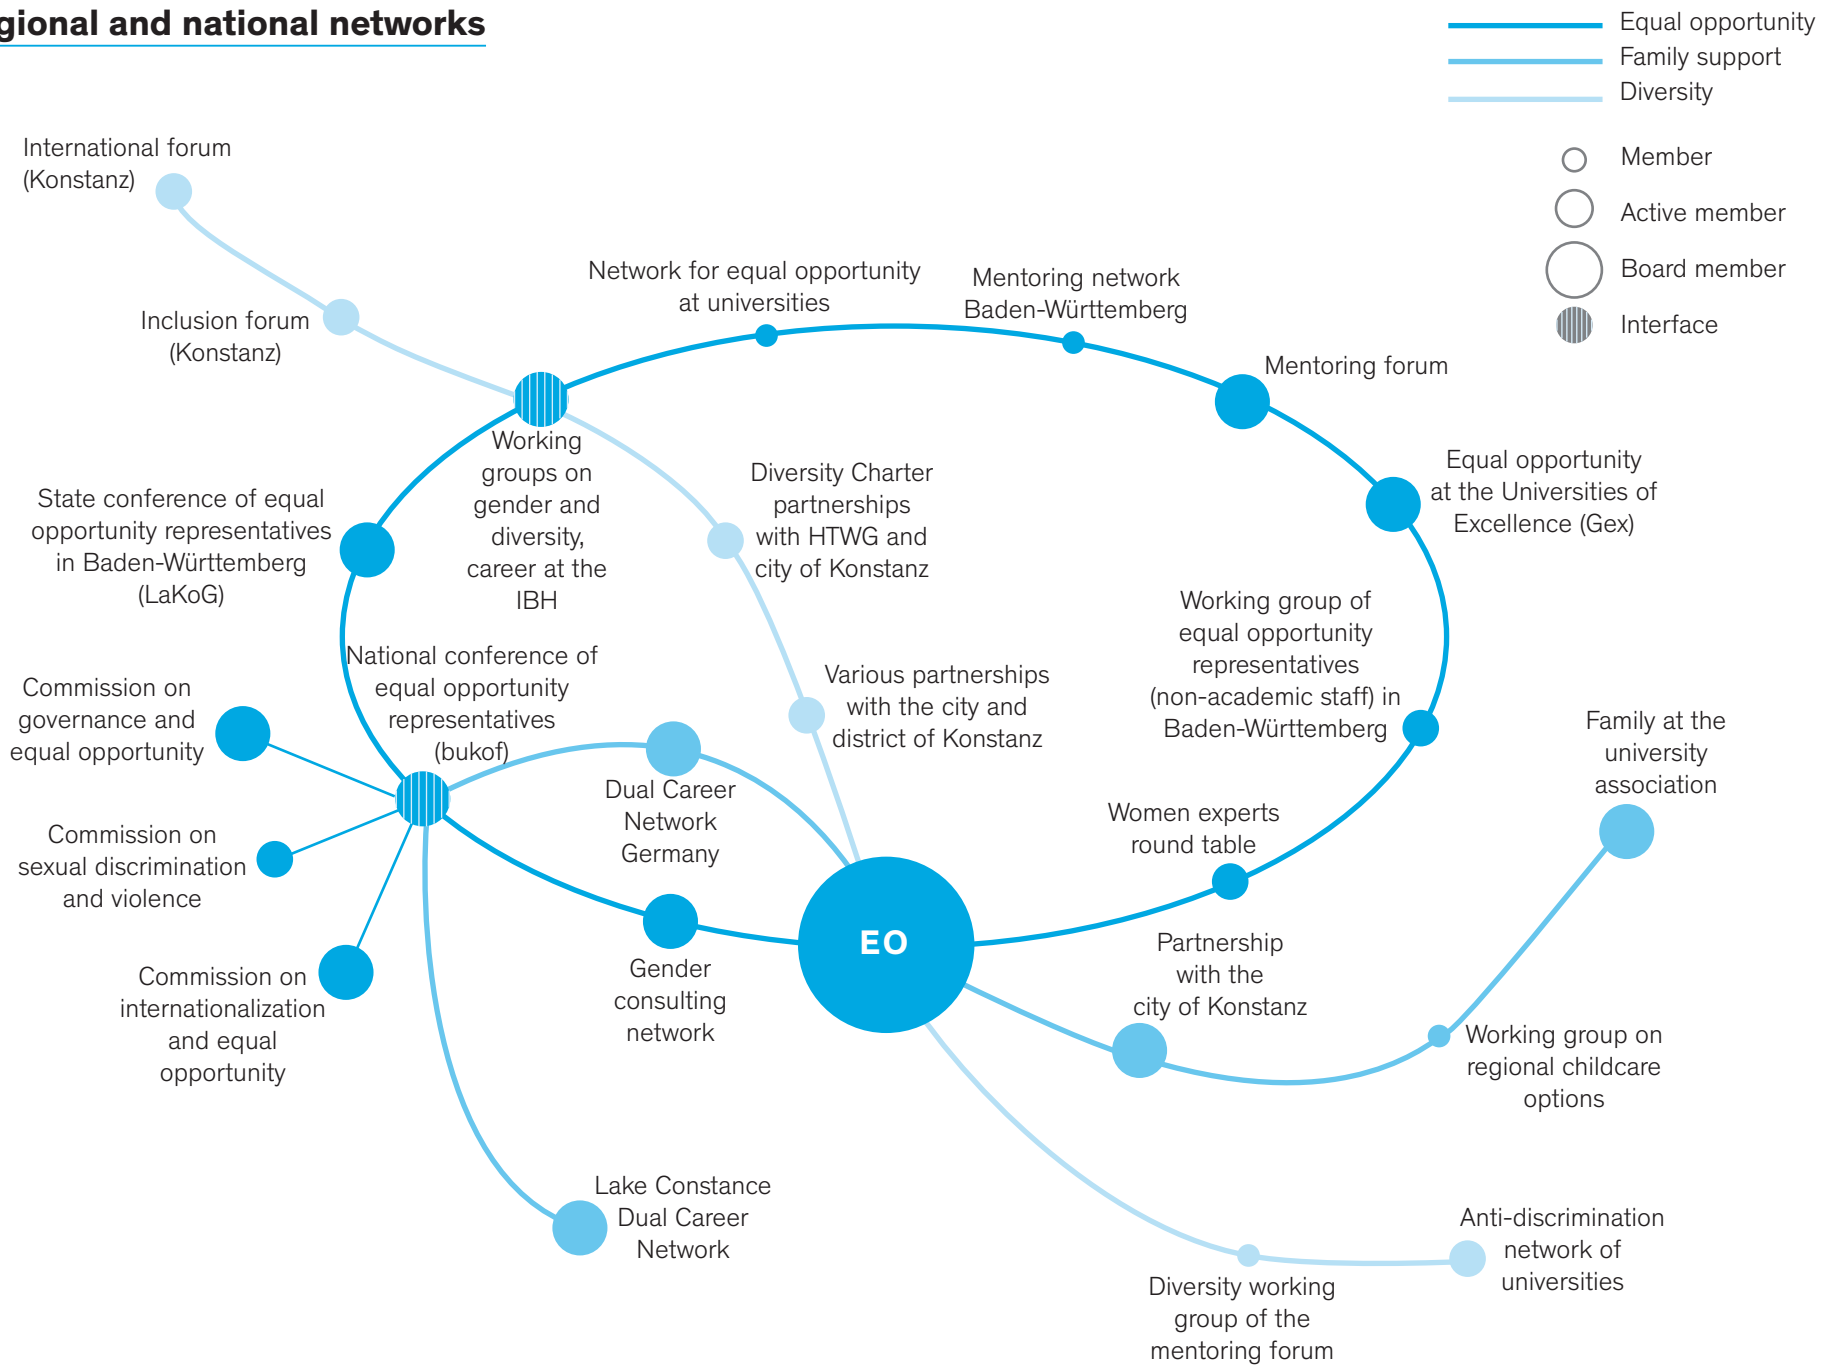 gional and national networks
Equal opportunity
Family support
Diversity
Member
Active member
Board member
Interface
International forum
(Konstanz)
Inclusion forum
(Konstanz)
Network for equal opportunity
at universities
Mentoring network
Baden-Württemberg
Mentoring forum
Equal opportunity
at the Universities of
Excellence (Gex)
Working
groups on
gender and
diversity,
career at the
IBH
Diversity Charter
partnerships
with HTWG and
city of Konstanz
State conference of equal
opportunity representatives
in Baden-Württemberg
(LaKoG)
Working group of
equal opportunity
representatives
(non-academic staff) in
Baden-Württemberg
National conference of
equal opportunity
representatives
(bukof)
Various partnerships
with the city and
district of Konstanz
Commission on
governance and
equal opportunity
Family at the
university
association
Dual Career
Network
Germany
Women experts
round table
Commission on
sexual discrimination
and violence
EO
Partnership
with the
city of Konstanz
Gender
consulting
network
Commission on
internationalization
and equal
opportunity
Working group on
regional childcare
options
Lake Constance
Dual Career
Network
Anti-discrimination
network of
universities
Diversity working
group of the
mentoring forum